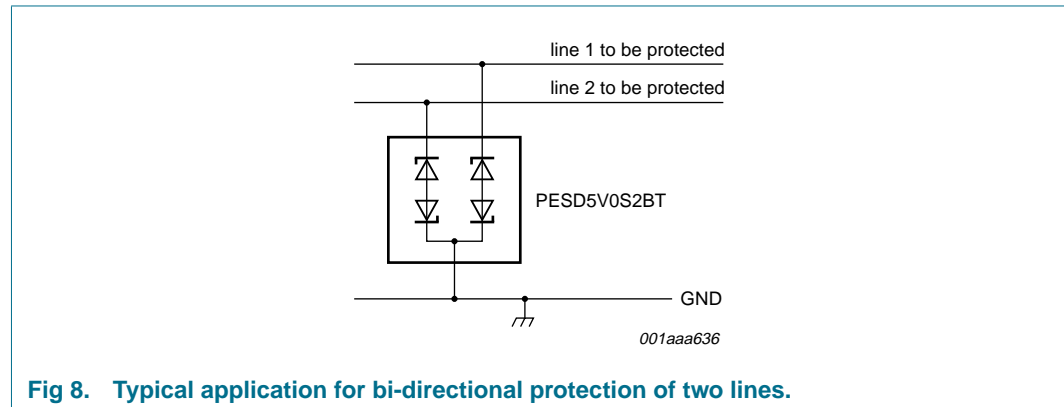 line 1 to be protected
line 2 to be protected
PESD5V0S2BT
GND
001aaa636
Fig 8. Typical application for bi-directional protection of two lines.